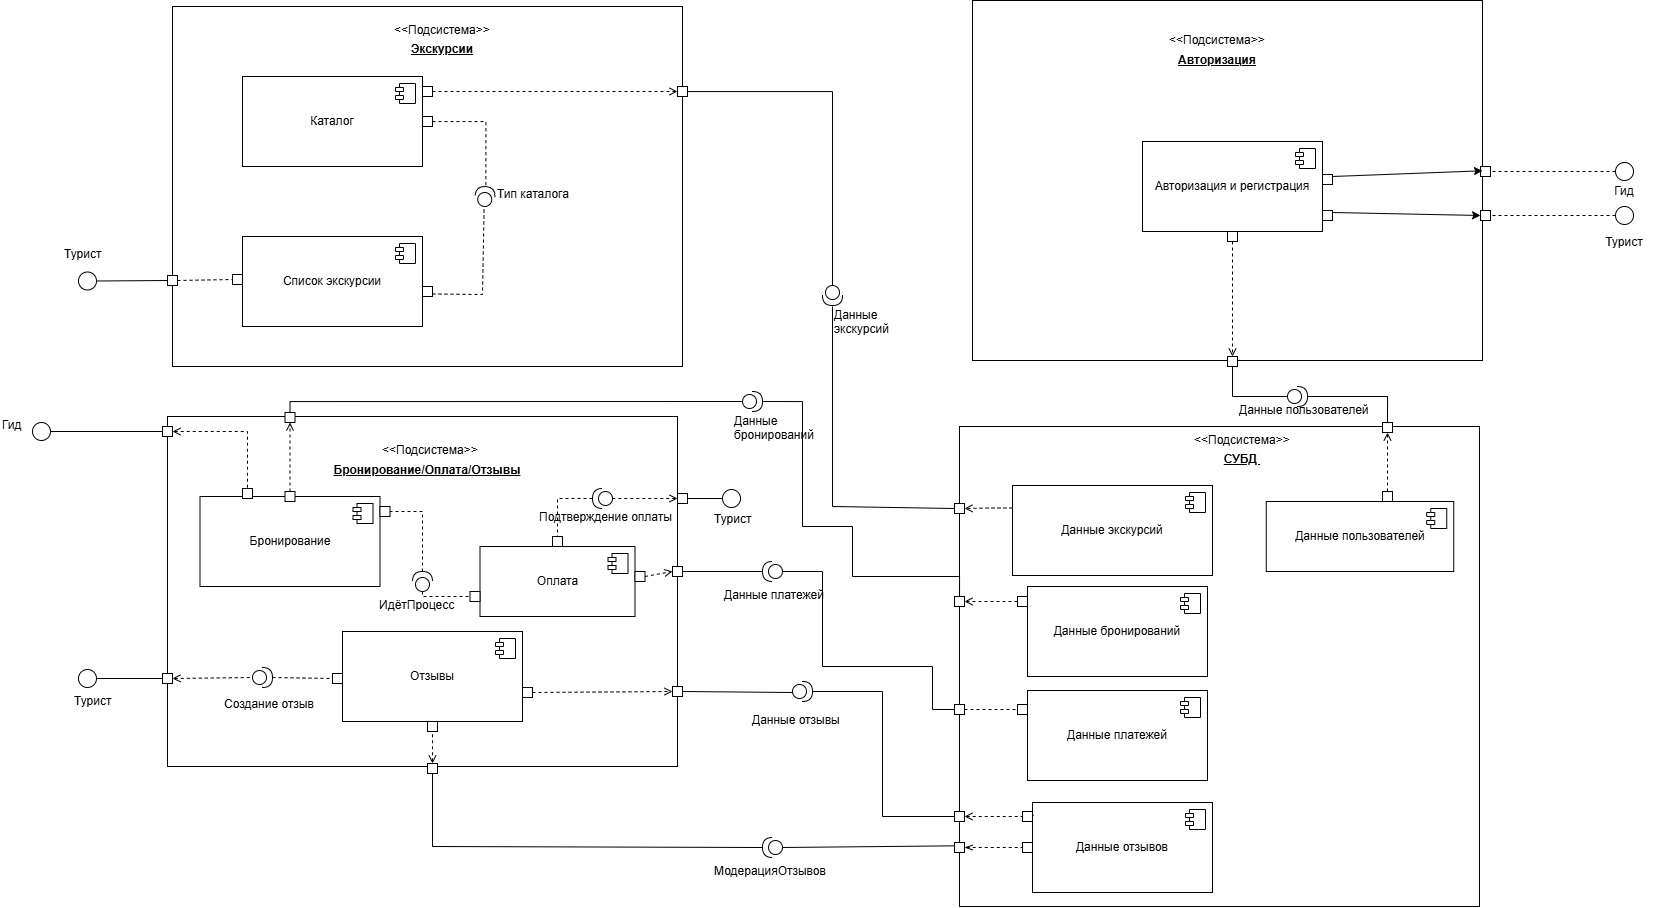 <<Подсистема>>
Экскурсии
Каталог
Тип каталога
Список экскурсии
Турист
<<Подсистема>>
Авторизация
Авторизация и регистрация
Гид
Турист
Данные
экскурсий
Данные пользователей
Гид
<<Подсистема>>
Бронирование/Оплата/Отзывы
Бронирование
ИдётПроцесс
Подтверждение оплаты
Оплата
Турист
Отзывы
Создание отзыв
Турист
Данные
бронирований
Данные платежей
Данные отзывы
МодерацияОтзывов
<<Подсистема>>
СУБД
Данные экскурсий
Данные пользователей
Данные бронирований
Данные платежей
Данные отзывов